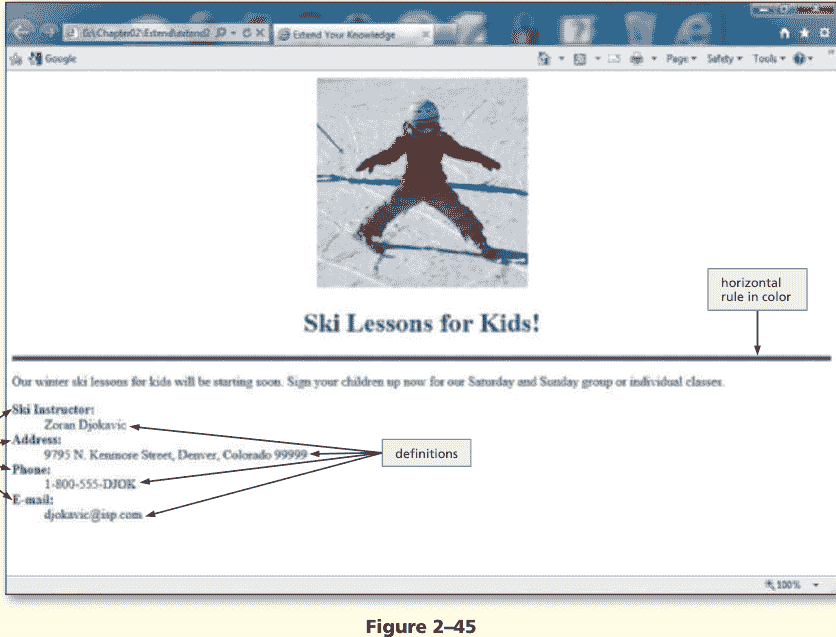 G:\Chapter02\Extend\extend2
Extend Your Knowledge
Google
Page
Safety
Tools
horizontal
rule in color
Ski Lessons for Kids!
Our winter ski lessons for kids will be starting soon. Sign your children up now for our Saturday and Sunday group or individual classes.
Ski Instructor:
Zoran Djokavic
Address:
9795 N. Kenmore Street, Denver, Colorado 99999
definitions
Phone:
1-800-555-DJOK
E-mail:
djokavic@isp.com
100%
Figure 2–45